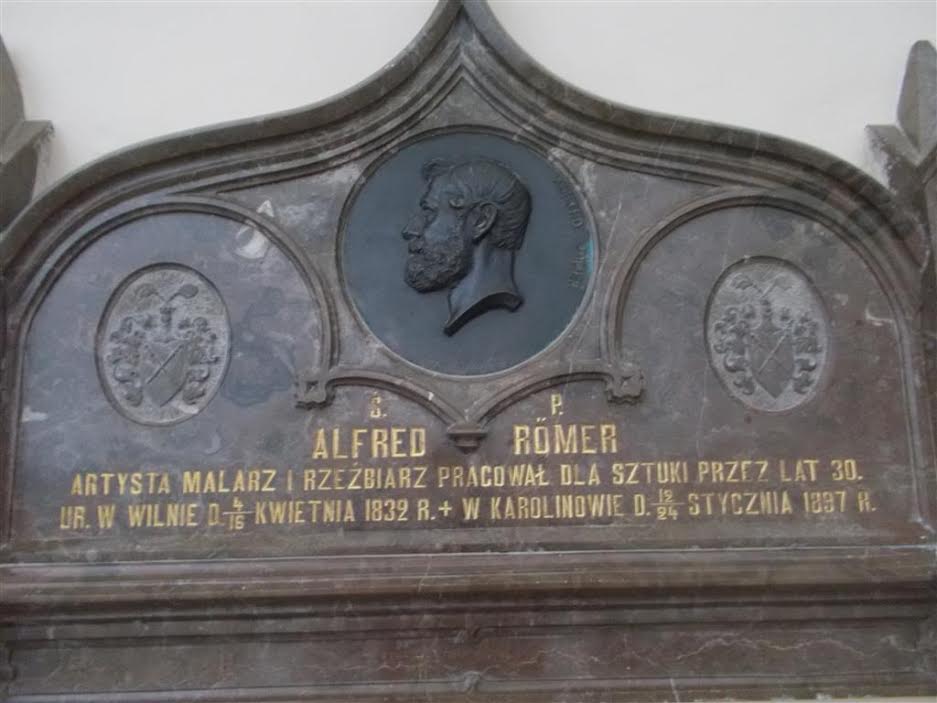 Ś. P.
ALFRED RÖMER
ARTYSTA MALARZ I RZEŹBIARZ PRACOWAŁ DLA SZTUKI PRZEZ LAT 30.
UR. W WILNIE D. 4/16 KWIETNIA 1832 R. + W KAROLINOWIE D. 12/24 STYCZNIA 1897 R.